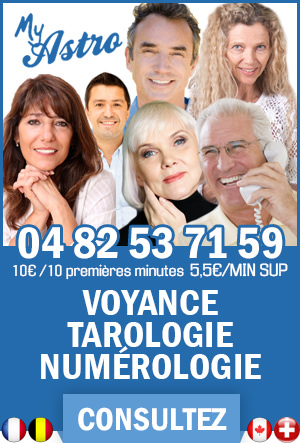 My
Astro
04 82 53 71 59
10€ /10 premières minutes 5,5€/MIN SUP
VOYANCE
TAROLOGIE
NUMÉROLOGIE
CONSULTEZ